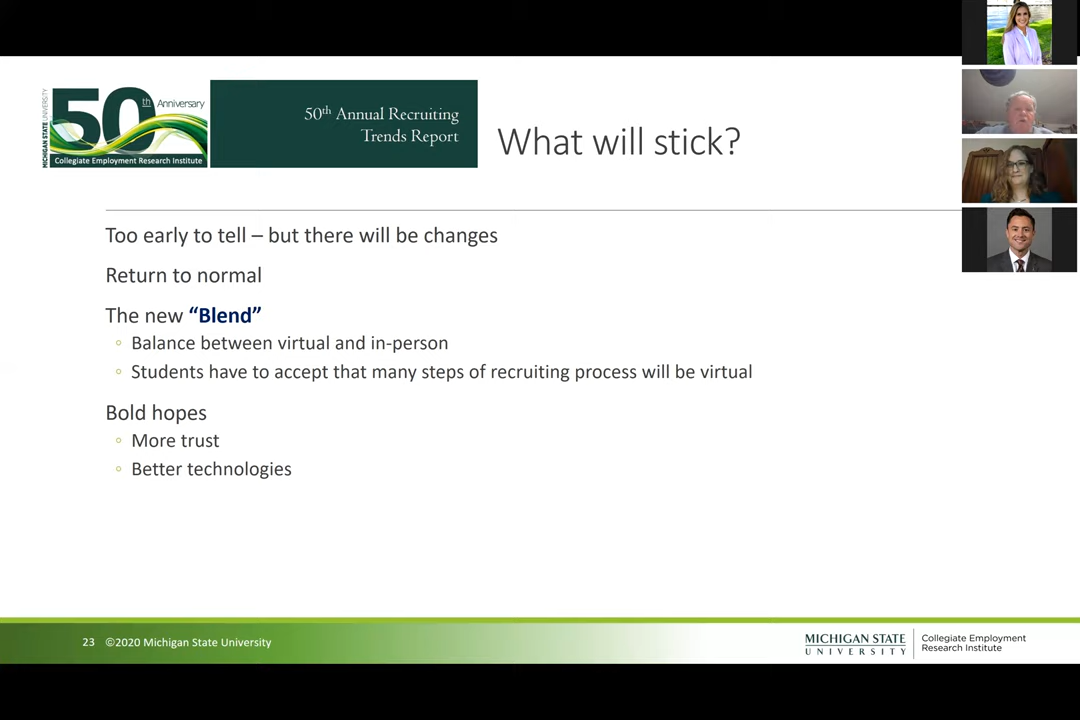 MICHIGAN STATE UNIVERSITY
50th Anniversary
Collegiate Employment Research Institute
50th Annual Recruiting
Trends Report
What will stick?
Too early to tell – but there will be changes
Return to normal
The new “Blend”
◦ Balance between virtual and in-person
◦ Students have to accept that many steps of recruiting process will be virtual
Bold hopes
◦ More trust
◦ Better technologies
23 ©2020 Michigan State University
MICHIGAN STATE
UNIVERSITY
Collegiate Employment
Research Institute